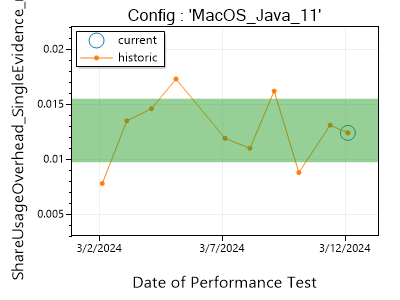 Config : 'MacOS_Java_11'
current
historic
ShareUsageOverhead_SingleEvidence_
0.02
0.015
0.01
0.005
3/2/2024
3/7/2024
3/12/2024
Date of Performance Test